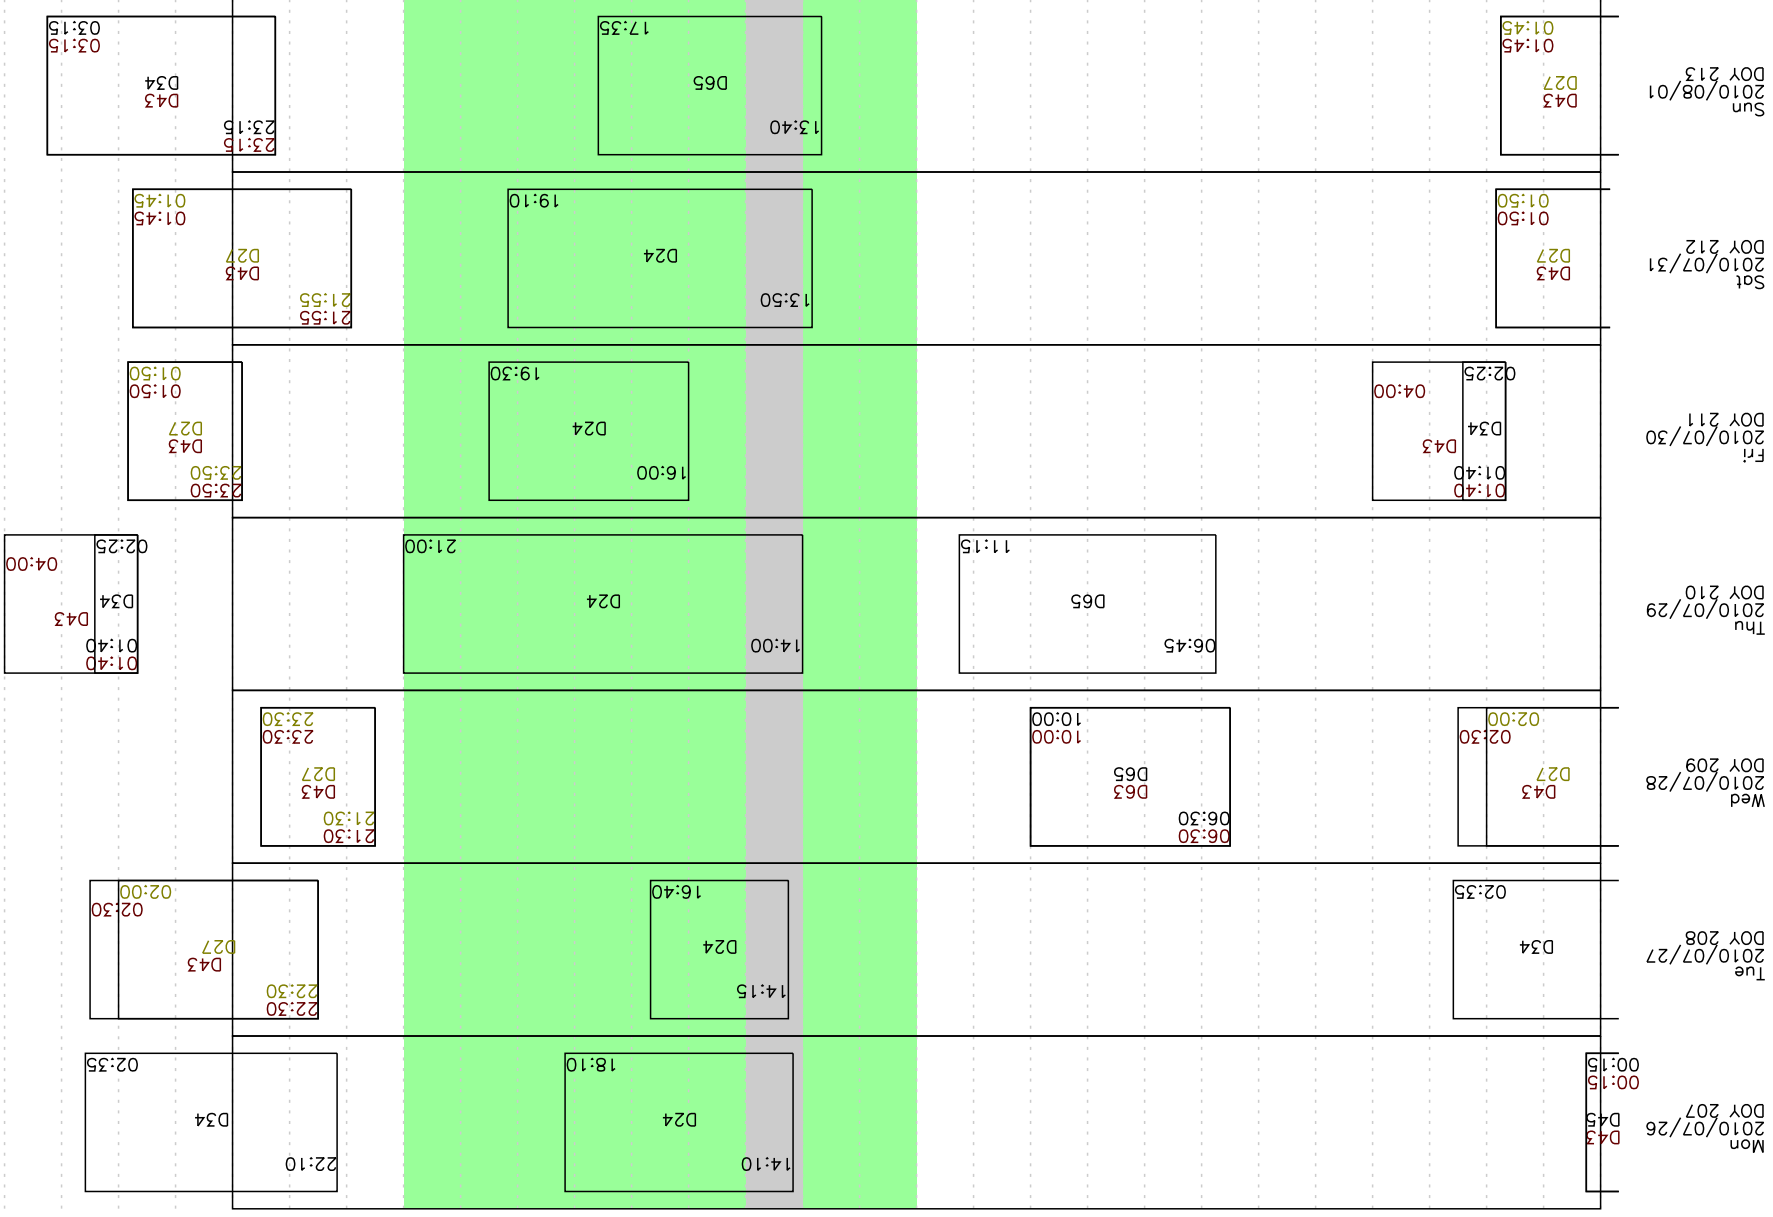 Mon
2010/07/26
DOY 207
D43
D45
00:15
00:15
14:10
D24
18:10
22:10
D34
02:35
Tue
2010/07/27
DOY 208
D34
02:35
14:15
D24
16:40
22:30
22:30
D43
D27
02:30
02:00
Wed
2010/07/28
DOY 209
D43
D27
02:30
02:00
06:30
06:30
D63
D65
10:00
10:00
21:30
21:30
D43
D27
23:30
23:30
Thu
2010/07/29
DOY 210
06:45
D65
11:15
14:00
D24
21:00
01:40
01:40
D43
D34
04:00
02:25
Fri
2010/07/30
DOY 211
01:40
01:40
D43
D34
04:00
02:25
16:00
D24
19:30
23:50
23:50
D43
D27
01:50
01:50
Sat
2010/07/31
DOY 212
D43
D27
01:50
01:50
13:50
D24
19:10
21:55
21:55
D43
D27
01:45
01:45
Sun
2010/08/01
DOY 213
D43
D27
01:45
01:45
13:40
D65
17:35
23:15
23:15
D43
D34
03:15
03:15